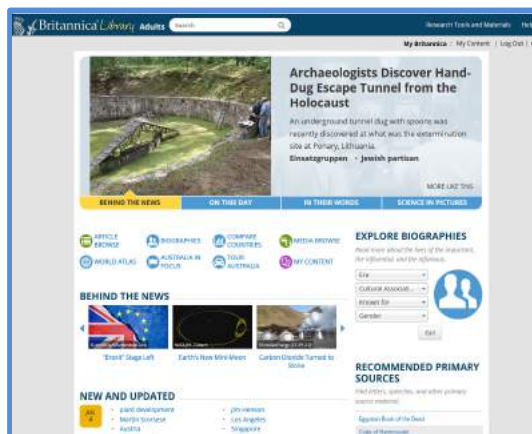 Britannica Library Adults Search Research Tools and Materials
My Britannica : My Content | Log Out |
Archaeologists Discover Hand-
Dug Escape Tunnel from the
Holocaust
An underground tunnel dug with spoons was
recently discovered at what was the extermination
site at Ponary, Lithuania.
Einsatzgruppen • Jewish partisan
MORE LIKE THIS
BEHIND THE NEWS ON THIS DAY IN THEIR WORDS SCIENCE IN PICTURES
ARTICLE BROWSE BIOGRAPHIES COMPARE COUNTRIES MEDIA BROWSE
WORLD ATLAS AUSTRALIA IN FOCUS TOUR AUSTRALIA MY CONTENT
EXPLORE BIOGRAPHIES
Read more about the lives of the important,
the influential, and the infamous.
Era
Cultural Associati...
Known for
Gender
Go!
BEHIND THE NEWS
"Brexit" Stage Left Earth's New Mini-Moon Carbon Dioxide Turned to
Stone
RECOMMENDED PRIMARY
SOURCES
Find letters, speeches, and other primary
source material.
Egyptian Book of the Dead
Code of Hammurabi
NEW AND UPDATED
plant development Jim Henson
Martin Scorsese Los Angeles
Austria Singapore